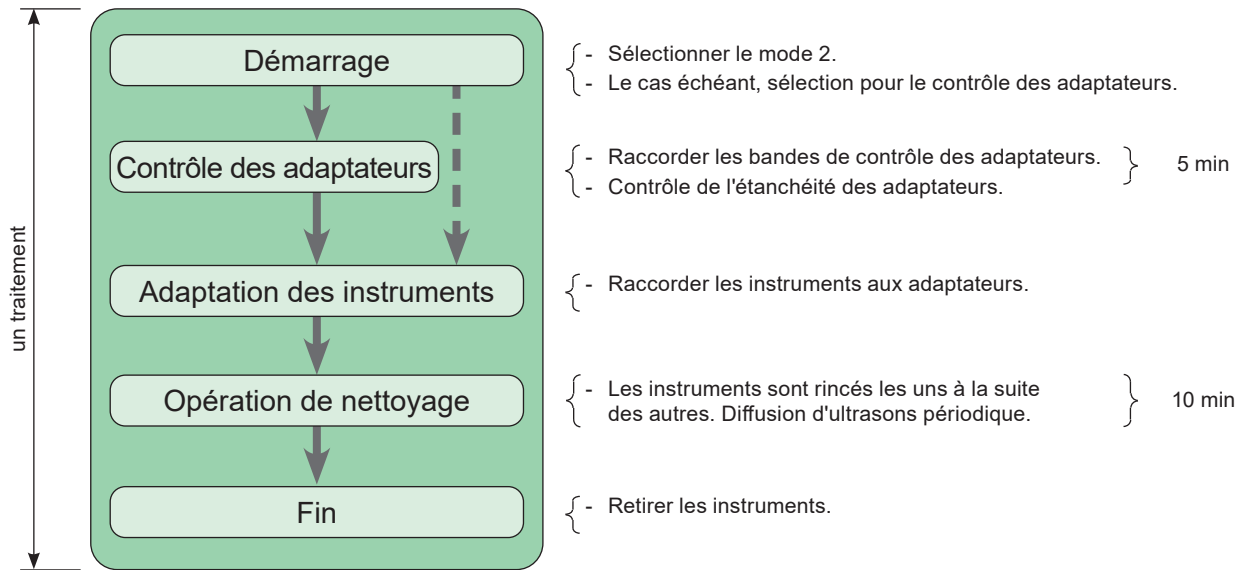 un traitement
Démarrage
- Sélectionner le mode 2.
- Le cas échéant, sélection pour le contrôle des adaptateurs.
Contrôle des adaptateurs
- Raccorder les bandes de contrôle des adaptateurs.
- Contrôle de l'étanchéité des adaptateurs.
5 min
Adaptation des instruments
- Raccorder les instruments aux adaptateurs.
Opération de nettoyage
- Les instruments sont rincés les uns à la suite
des autres. Diffusion d'ultrasons périodique.
10 min
Fin
- Retirer les instruments.